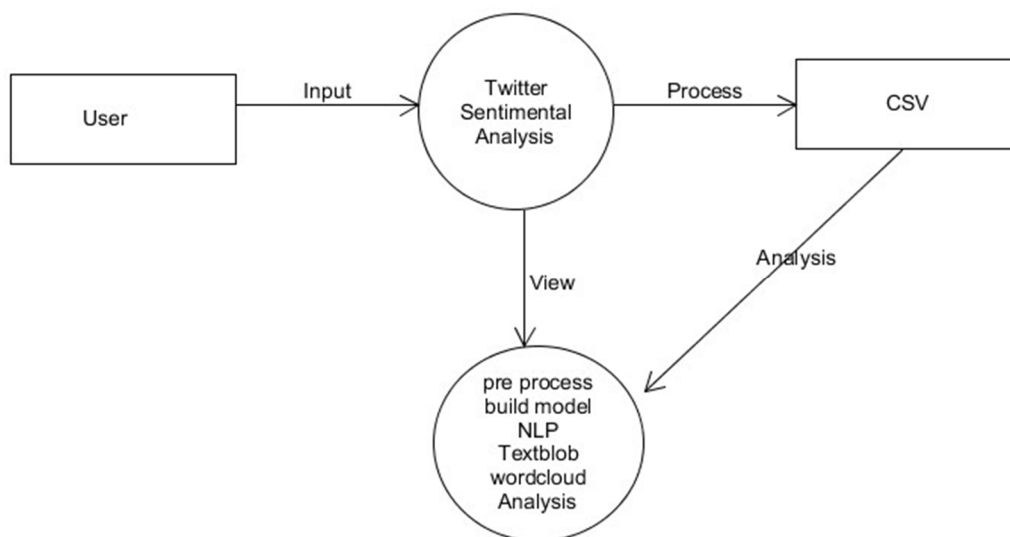 User
Input
Twitter
Sentimental
Analysis
Process
CSV
View
Analysis
pre process
build model
NLP
Textblob
wordcloud
Analysis